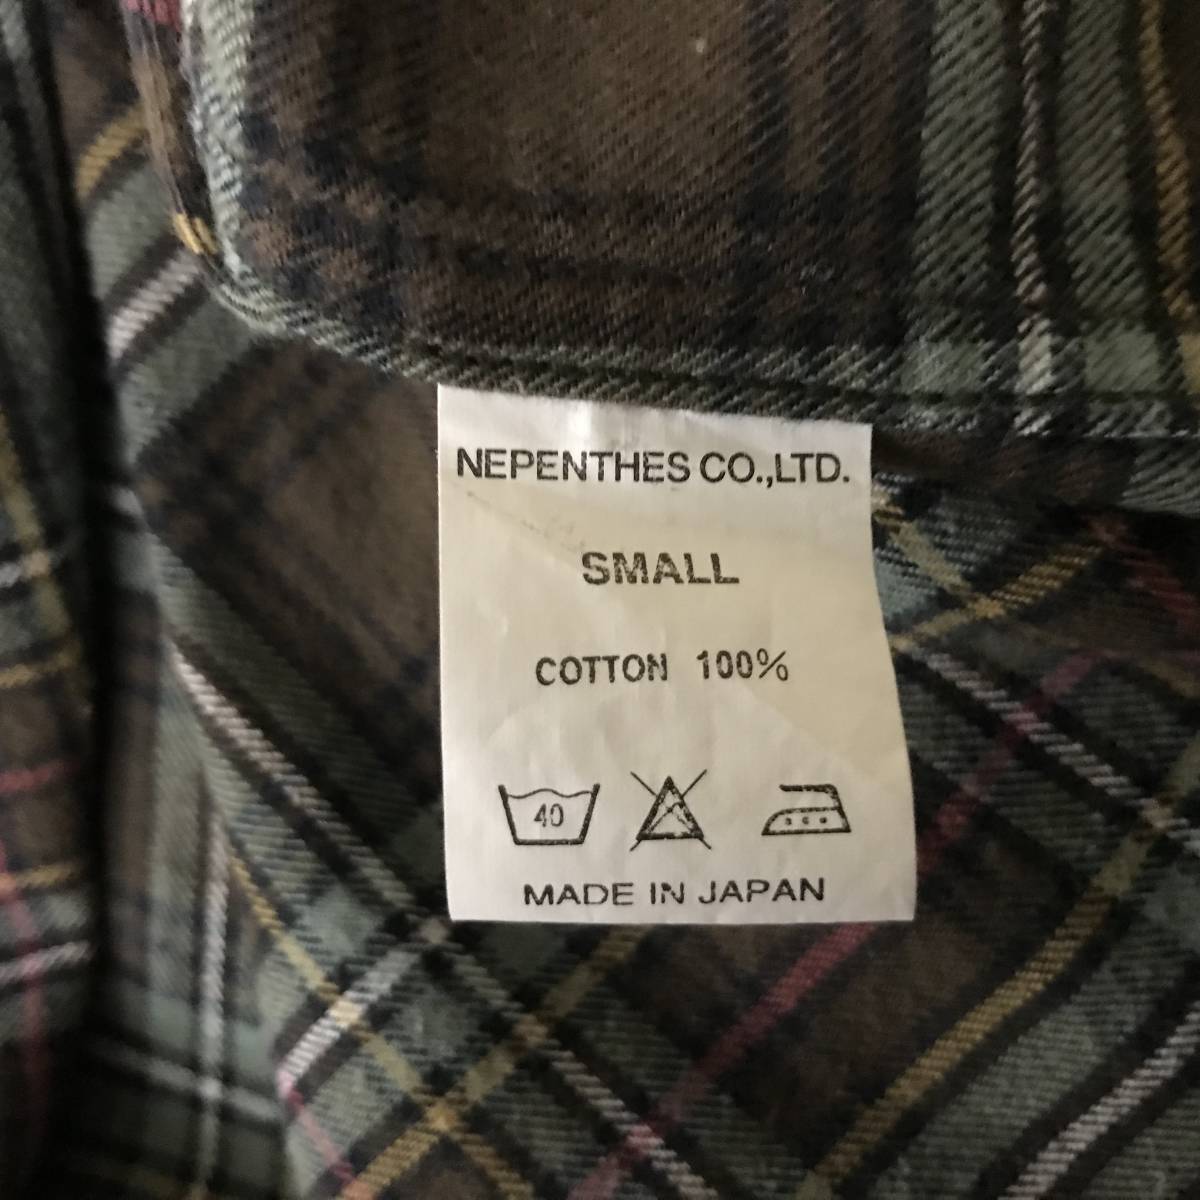 NEPENTHES CO.,LTD.
SMALL
COTTON 100%
40
MADE IN JAPAN